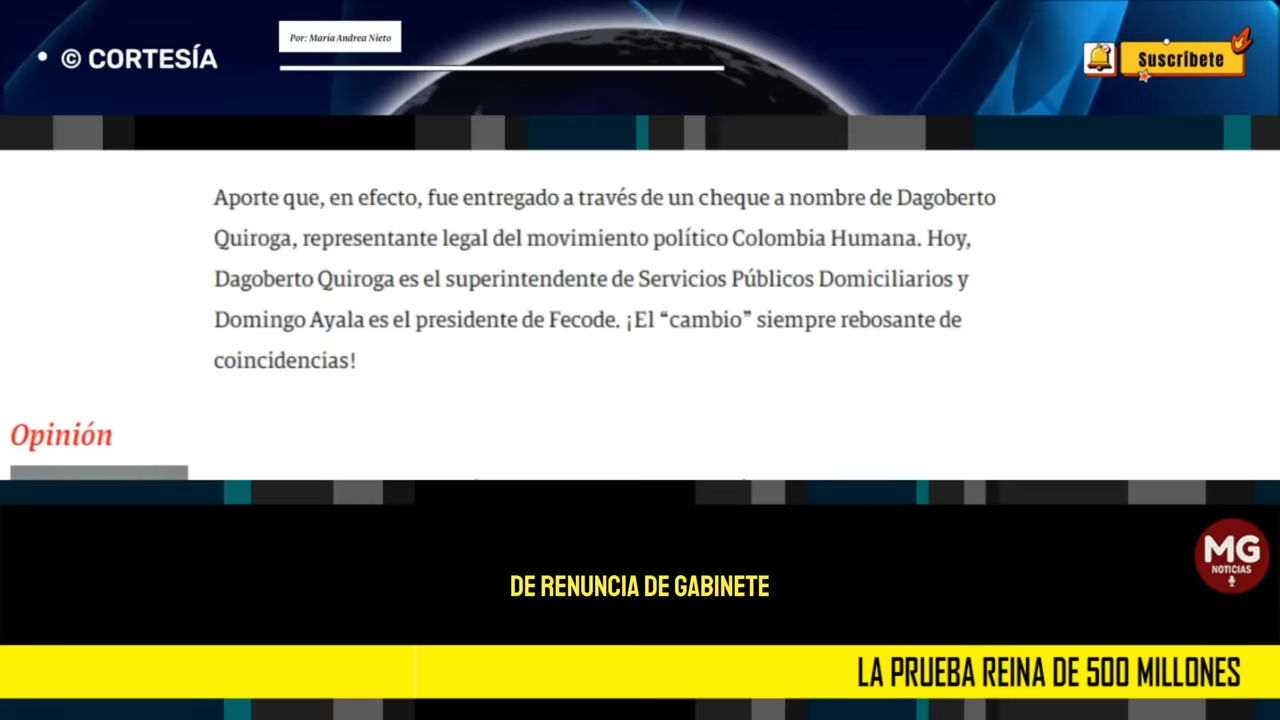 • © CORTESÍA
Por: María Andrea Nieto
Suscríbete
Aporte que, en efecto, fue entregado a través de un cheque a nombre de Dagoberto
Quiroga, representante legal del movimiento político Colombia Humana. Hoy,
Dagoberto Quiroga es el superintendente de Servicios Públicos Domiciliarios y
Domingo Ayala es el presidente de Fecode. ¡El “cambio” siempre rebosante de
coincidencias!
Opinión
MG
NOTICIAS
DE RENUNCIA DE GABINETE
LA PRUEBA REINA DE 500 MILLONES